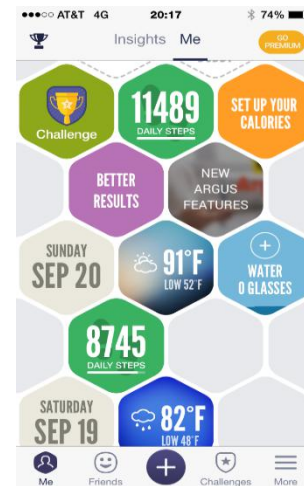 AT&T 4G 20:17 74%
Insights Me
GO
PREMIUM
Challenge
11489
DAILY STEPS
SET UP YOUR
CALORIES
BETTER
RESULTS
NEW
ARGUS
FEATURES
SUNDAY
SEP 20
91°F
LOW 52°F
WATER
0 GLASSES
8745
DAILY STEPS
SATURDAY
SEP 19
82°F
LOW 48°F
Me Friends Challenges More